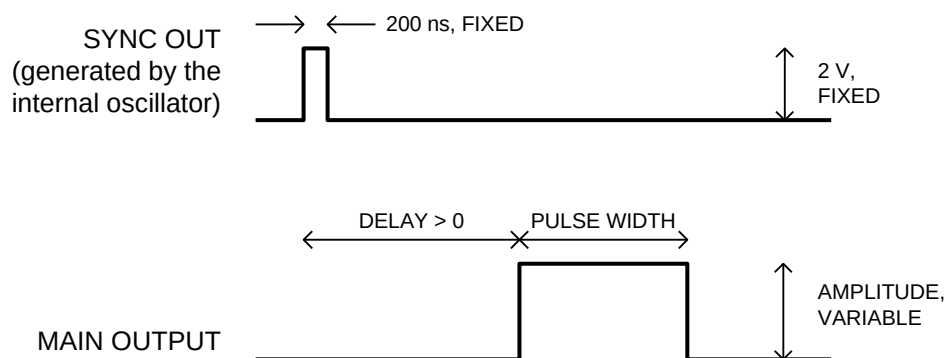 200 ns, FIXED
SYNC OUT
(generated by the
internal oscillator)
2 V,
FIXED
DELAY > 0
PULSE WIDTH
AMPLITUDE,
VARIABLE
MAIN OUTPUT